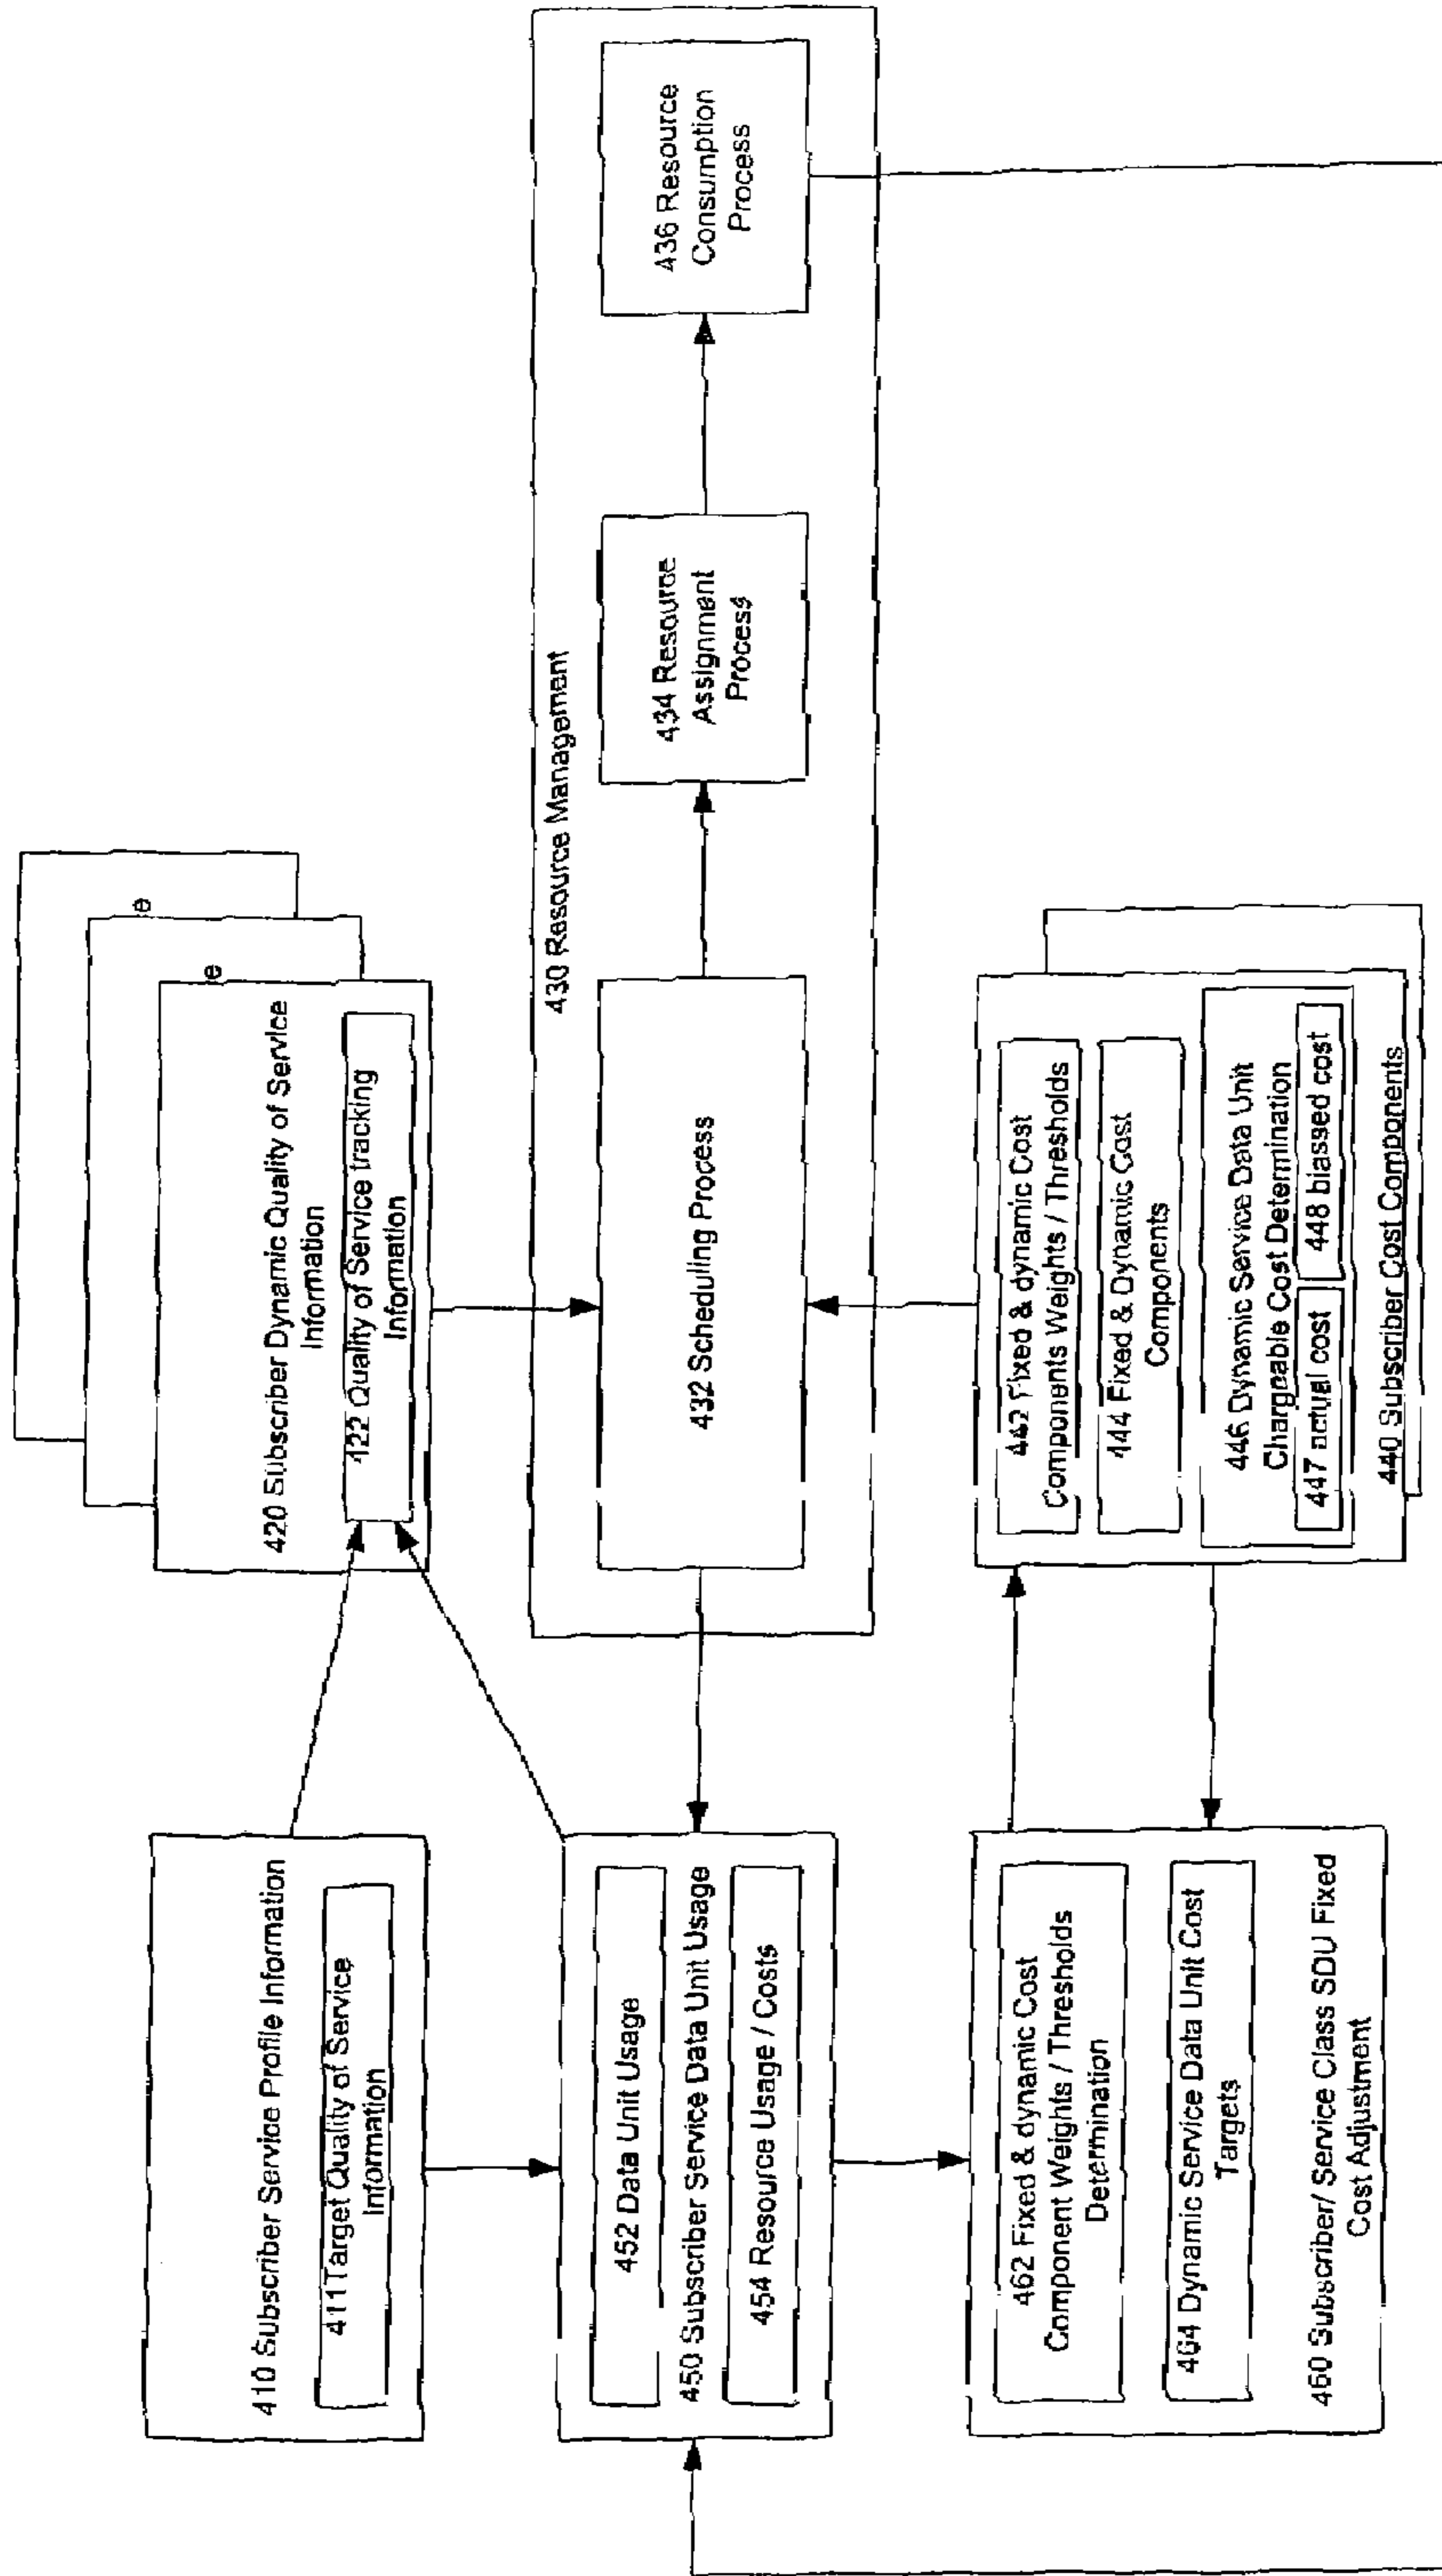 410 Subscriber Service Profile Information
411Target Quality of Service
Information
e
e
420 Subscriber Dynamic Quality of Service
Information
122 Quality of Service tracking
Information
430 Resource Management
432 Scheduling Process
434 Resource
Assignment
Process
436 Resource
Consumption
Process
452 Data Unit Usage
450 Subscriber Service Data Unit Usage
454 Resource Usage / Costs
462 Fixed & dynamic Cost
Component Weights / Thresholds
Determination
464 Dynamic Service Data Unit Cost
Targets
460 Subscriber/ Service Class SDU Fixed
Cost Adjustment
442 Fixed & dynamic Cost
Components Weights / Thresholds
444 Fixed & Dynamic Cost
Components
446 Dynamic Service Data Unit
Chargeable Cost Determination
447 actual cost
448 biassed cost
440 Subscriber Cost Components